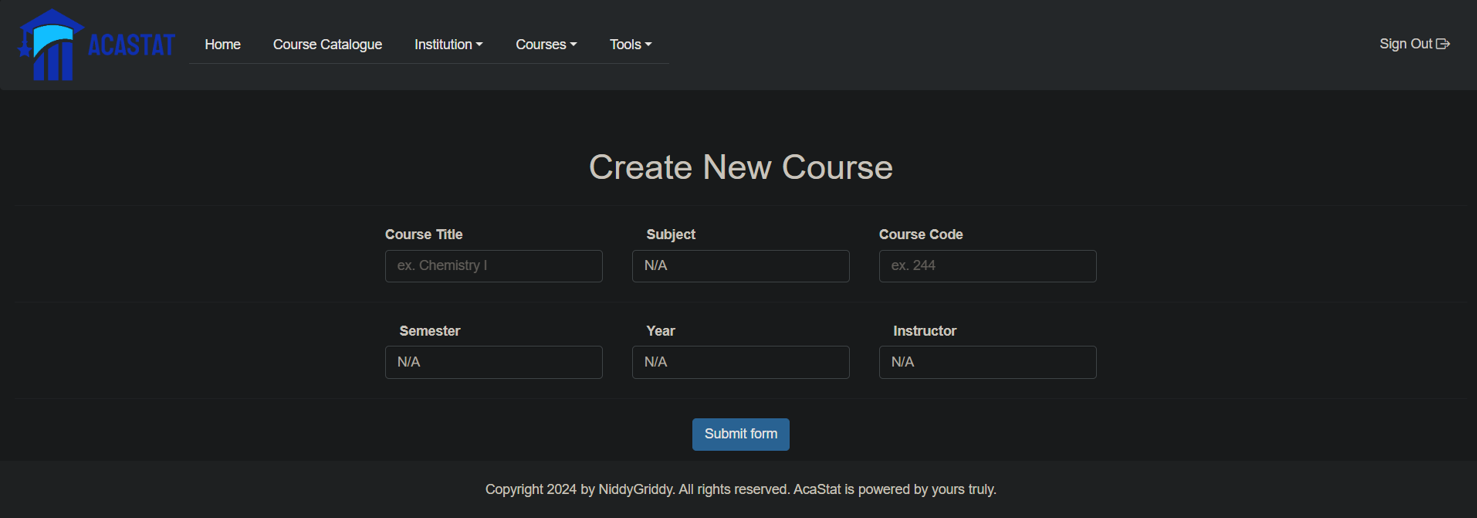 ACASTAT Home Course Catalogue Institution Courses Tools Sign Out
Create New Course
Course Title Subject Course Code
ex. Chemistry I N/A ex. 244
Semester Year Instructor
N/A N/A N/A
Submit form
Copyright 2024 by NiddyGriddy. All rights reserved. AcaStat is powered by yours truly.